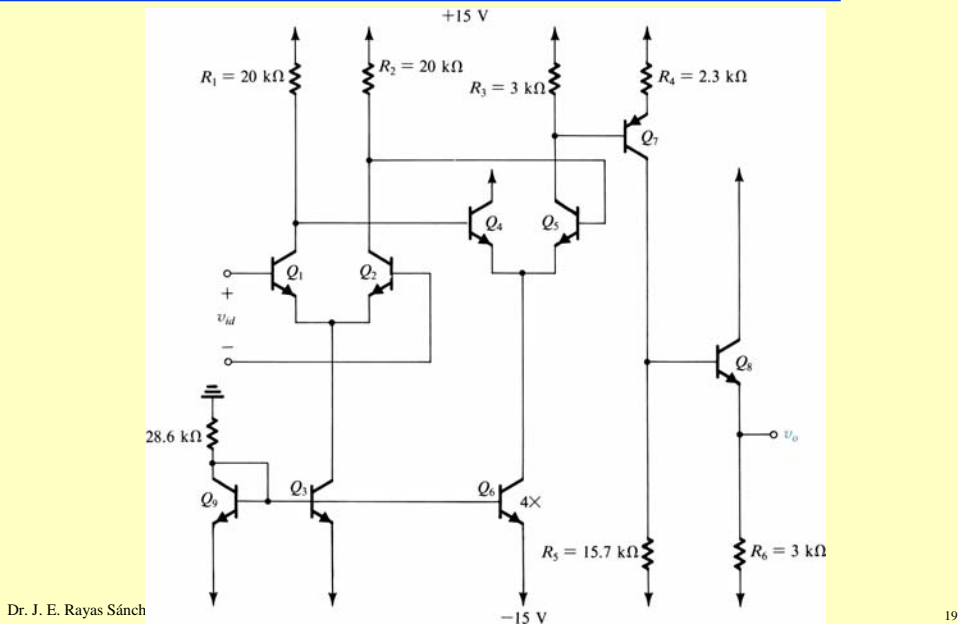 +15 V
R₁ = 20 kΩ
R₂ = 20 kΩ
R₃ = 3 kΩ
R₄ = 2.3 kΩ
Q₇
Q₄
Q₅
Q₁
Q₂
+
v_id
−
Q₈
v_o
28.6 kΩ
Q₉
Q₃
Q₆
4×
R₅ = 15.7 kΩ
R₆ = 3 kΩ
−15 V
Dr. J. E. Rayas Sánch
19